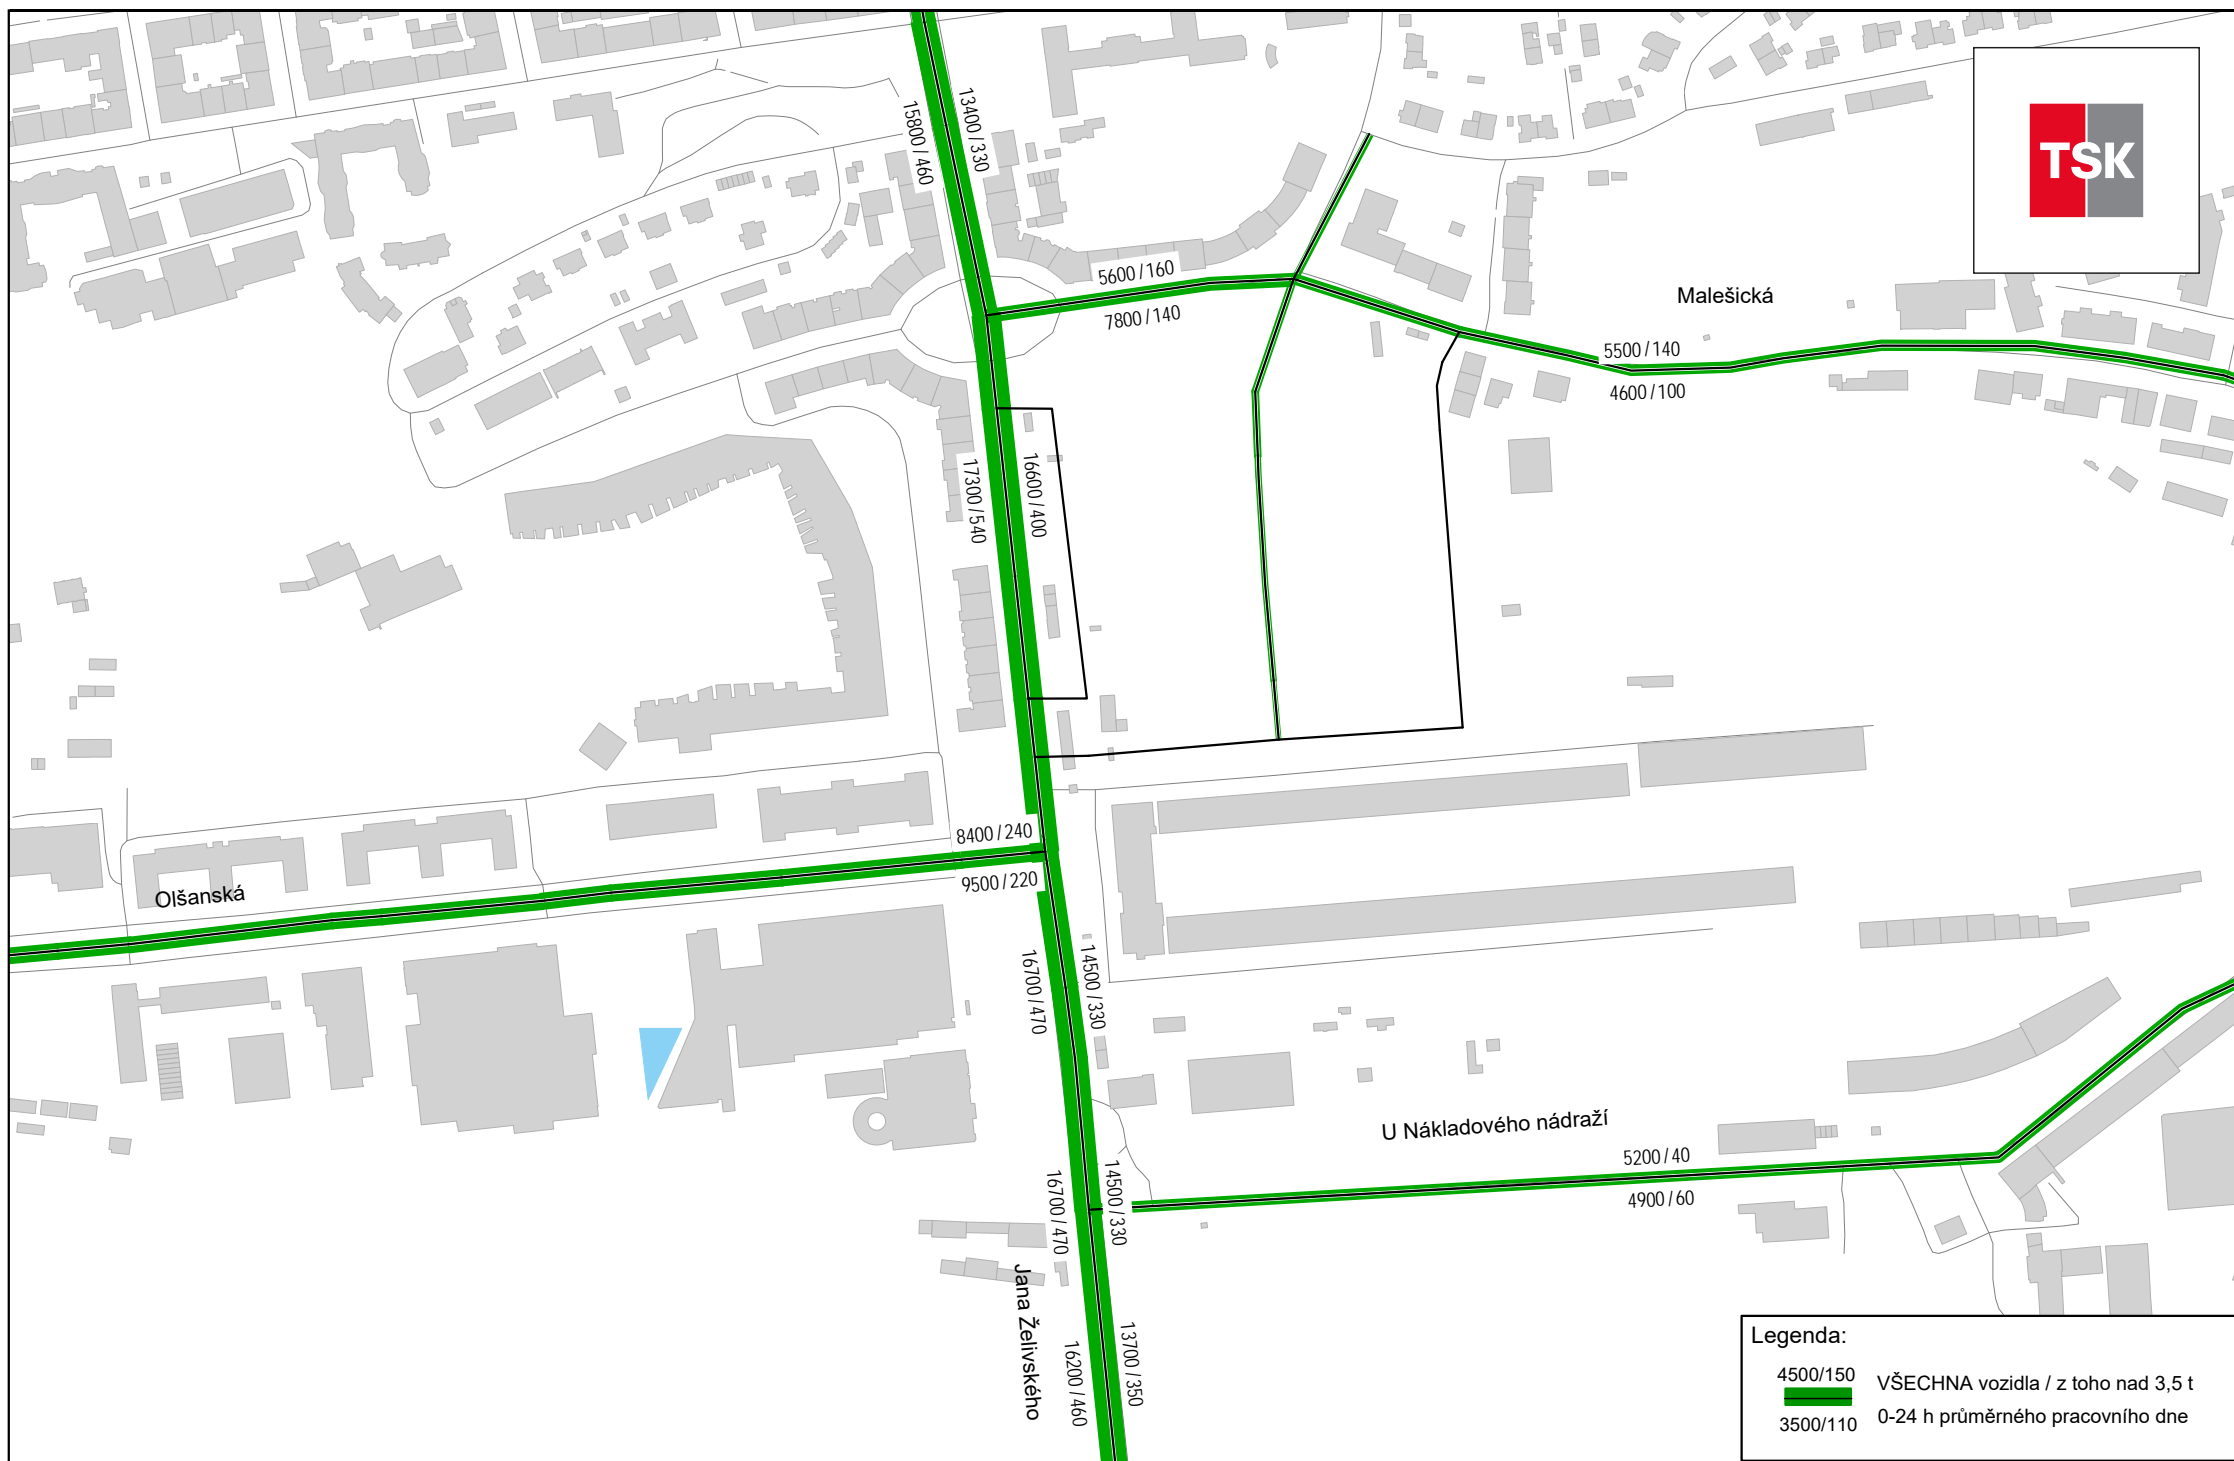 TSK
15800/460
13400/330
5600/160
7800/140
Malešická
5500/140
4600/100
17300/540
16600/400
8400/240
9500/220
Olšanská
16700/470
14500/330
U Nákladového nádraží
5200/40
4900/60
16700/470
14500/330
Jana Želivského
16200/460
13700/350
Legenda:
4500/150
VŠECHNA vozidla / z toho nad 3,5 t
3500/110
0-24 h průměrného pracovního dne